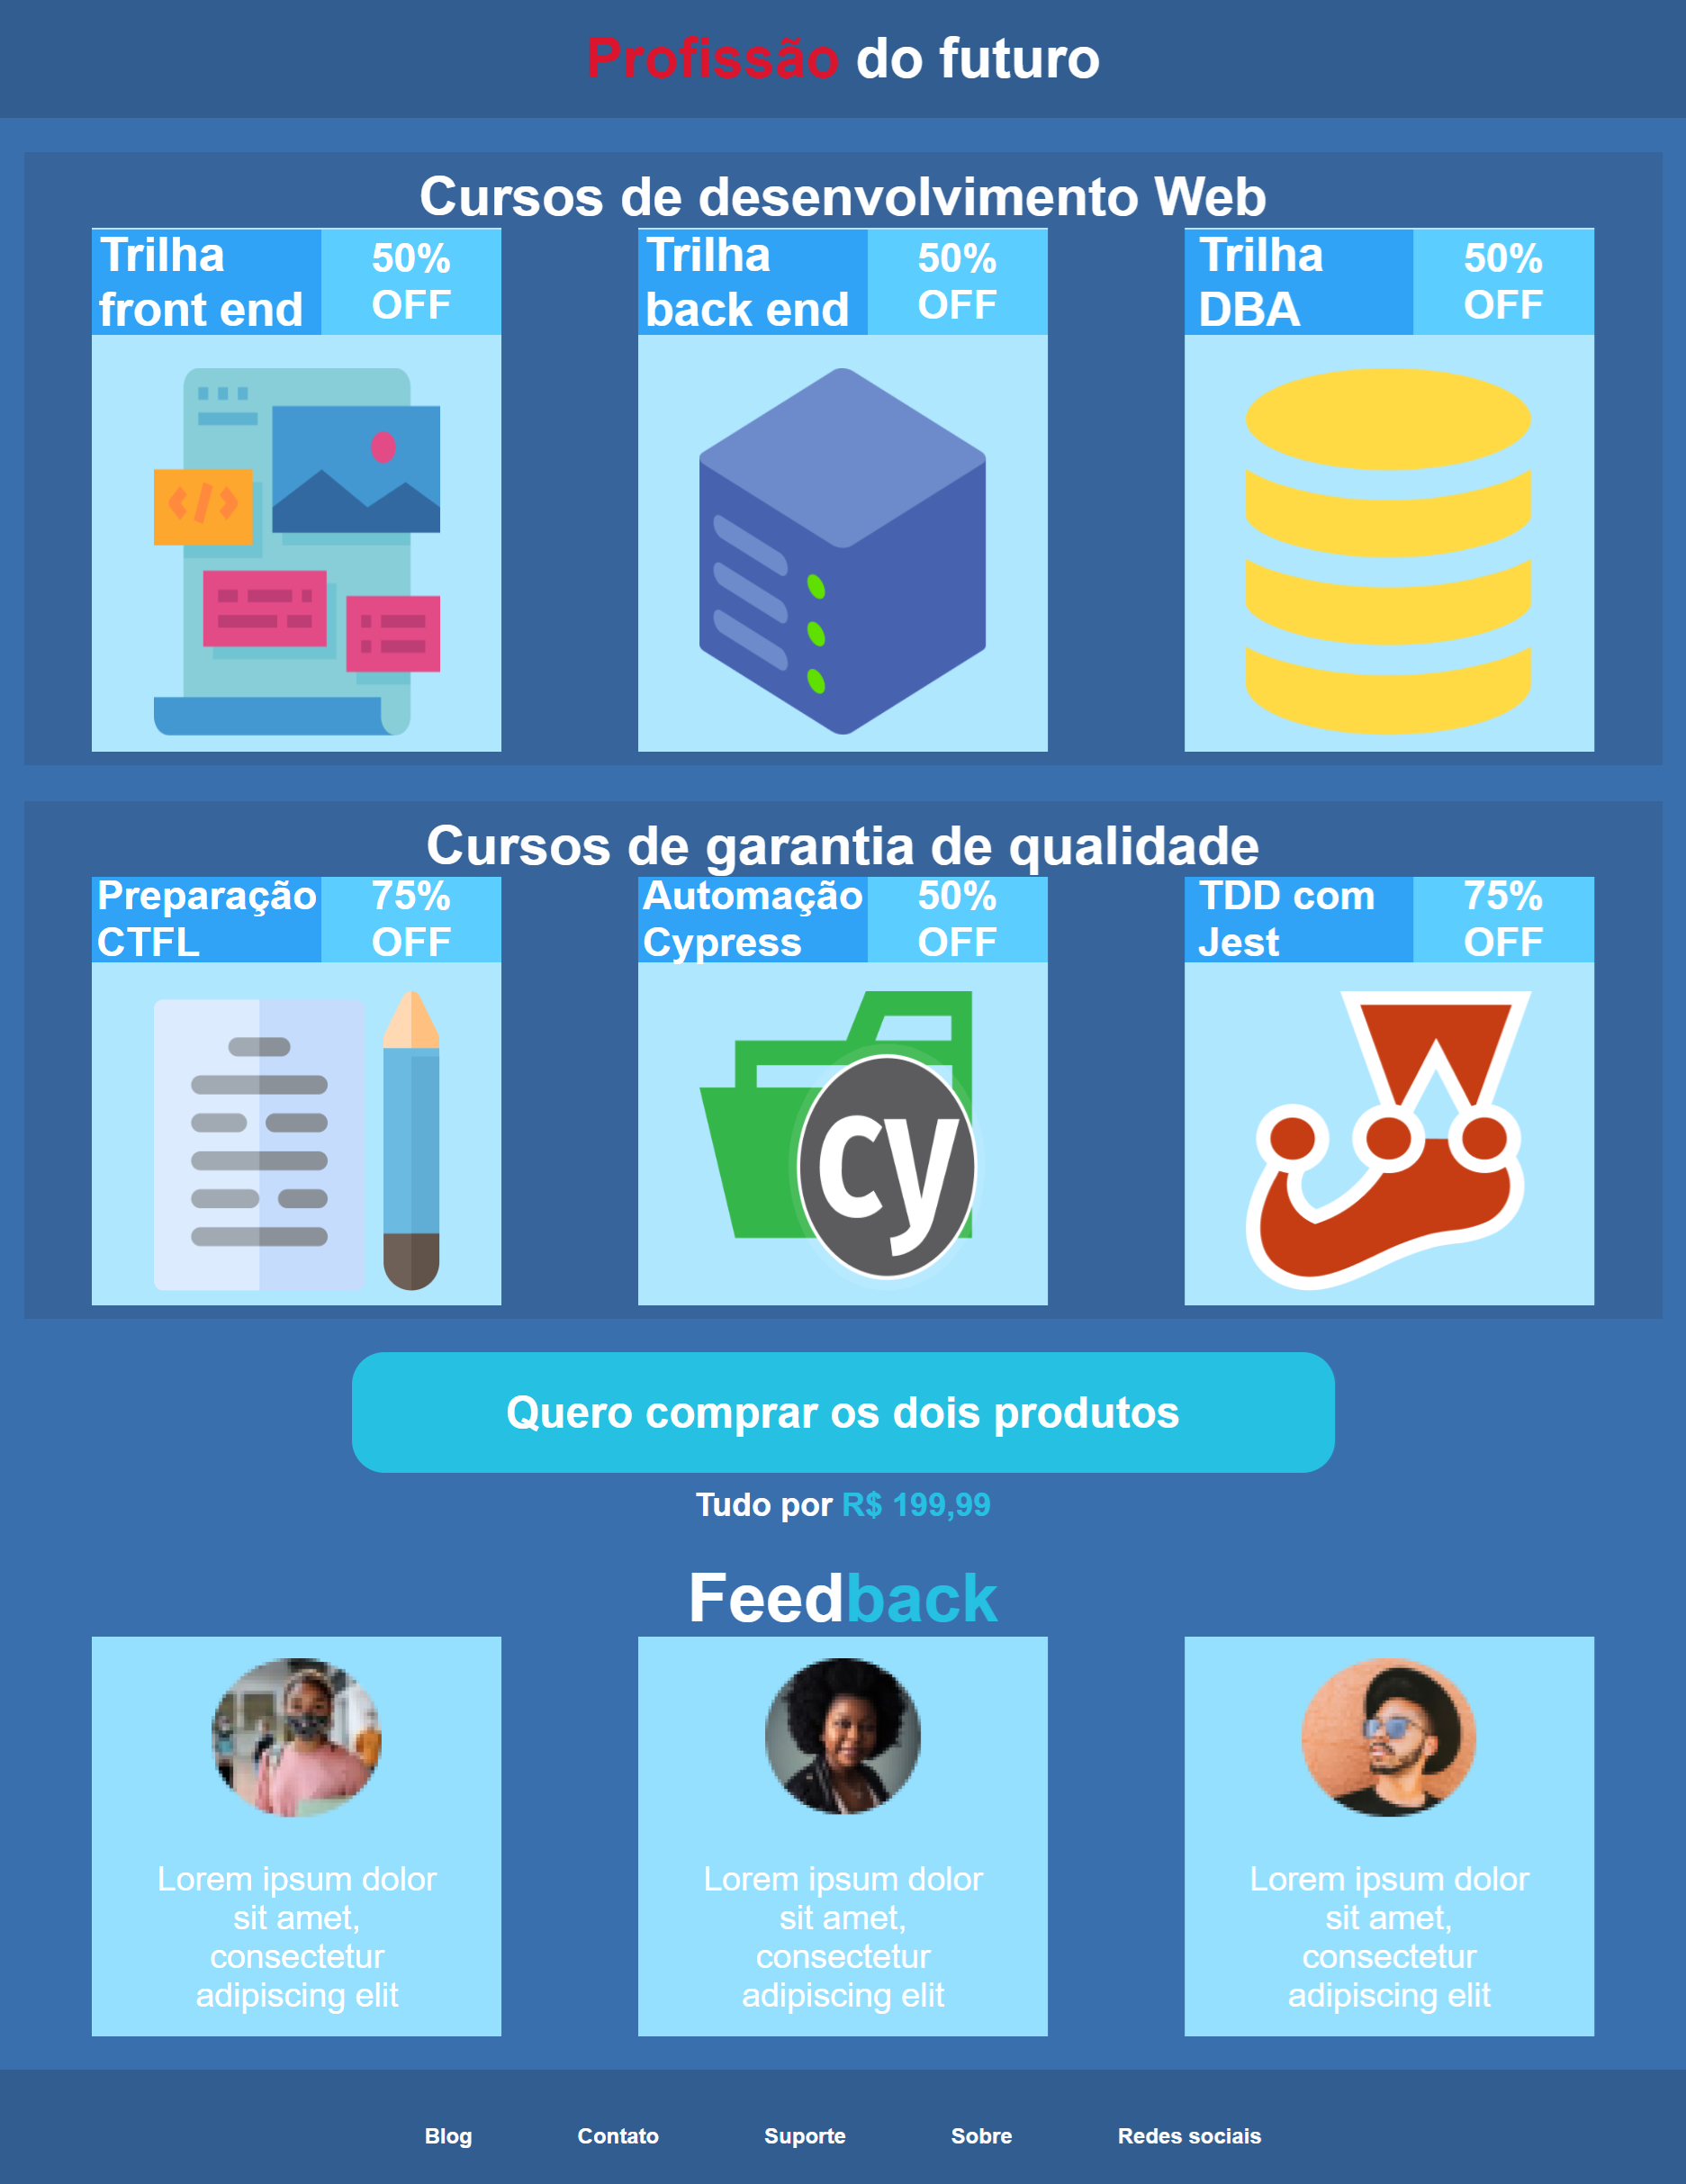 Profissão do futuro
Cursos de desenvolvimento Web
Trilha
front end
50%
OFF
Trilha
back end
50%
OFF
Trilha
DBA
50%
OFF
</>
Cursos de garantia de qualidade
Preparação
CTFL
75%
OFF
Automação
Cypress
50%
OFF
TDD com
Jest
75%
OFF
cy
Quero comprar os dois produtos
Tudo por R$ 199,99
Feedback
Lorem ipsum dolor
sit amet,
consectetur
adipiscing elit
Lorem ipsum dolor
sit amet,
consectetur
adipiscing elit
Lorem ipsum dolor
sit amet,
consectetur
adipiscing elit
Blog
Contato
Suporte
Sobre
Redes sociais